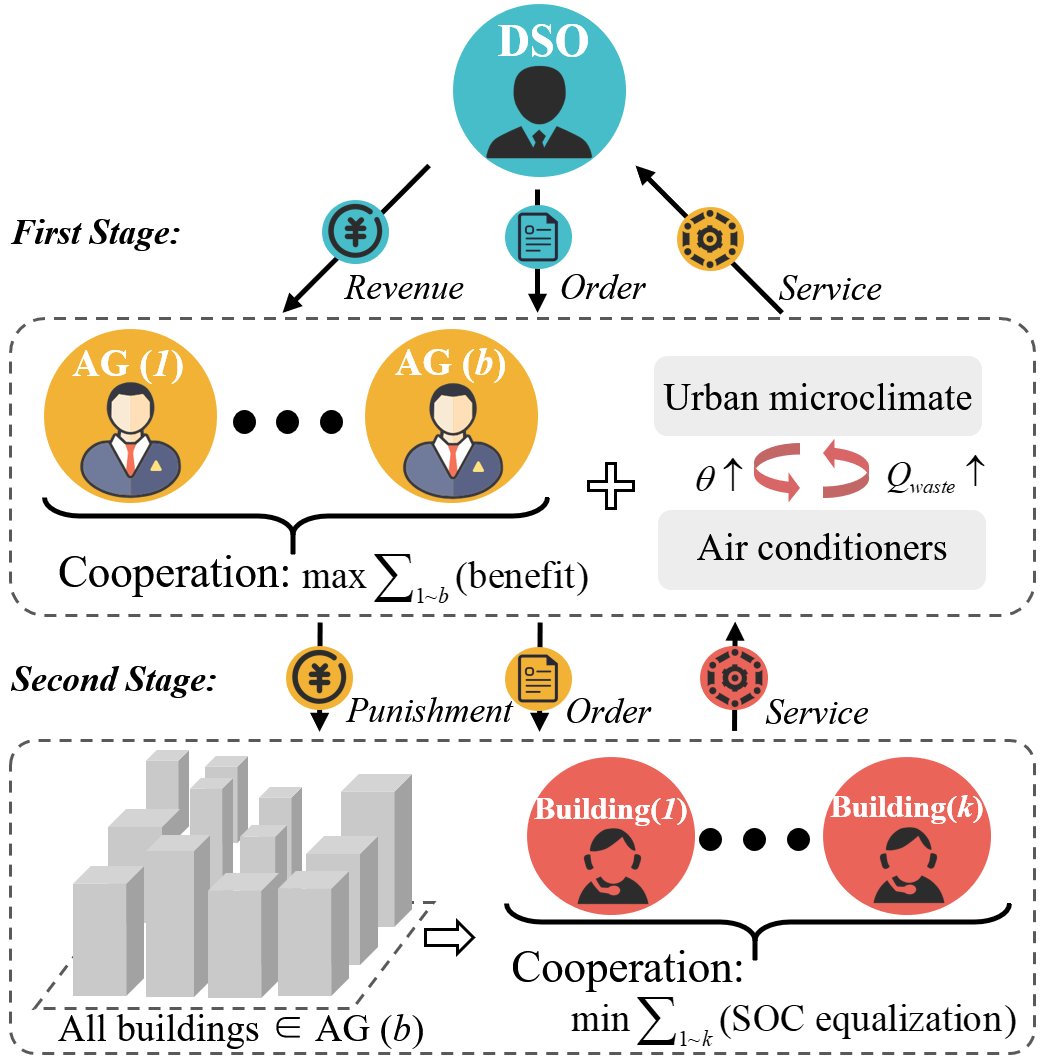 DSO
First Stage:
Revenue
Order
Service
AG (1)
AG (b)
Urban microclimate
θ ↑
Q_waste ↑
Air conditioners
Cooperation: max ∑_{1~b} (benefit)
Second Stage:
Punishment
Order
Service
Building(1)
Building(k)
Cooperation:
min ∑_{1~k} (SOC equalization)
All buildings ∈ AG (b)